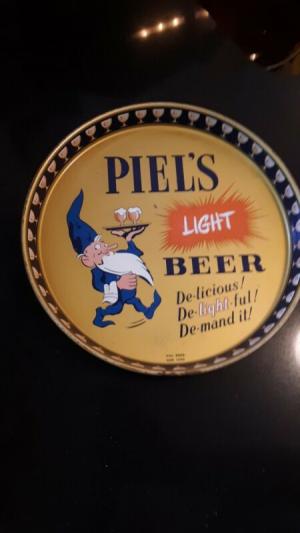 PIEL'S
LIGHT
BEER
De-licious!
De-light-ful!
De-mand it!